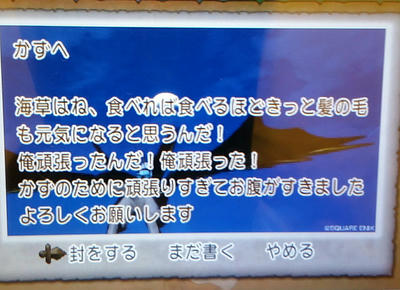 かずへ
海草はね、食べれば食べるほどきっと髪の毛
も元気になると思うんだ！
俺頑張ったんだ！俺頑張った！
かずのために頑張りすぎてお腹がすきました
よろしくお願いします
©SQUARE ENIX
封をする　まだ書く　やめる